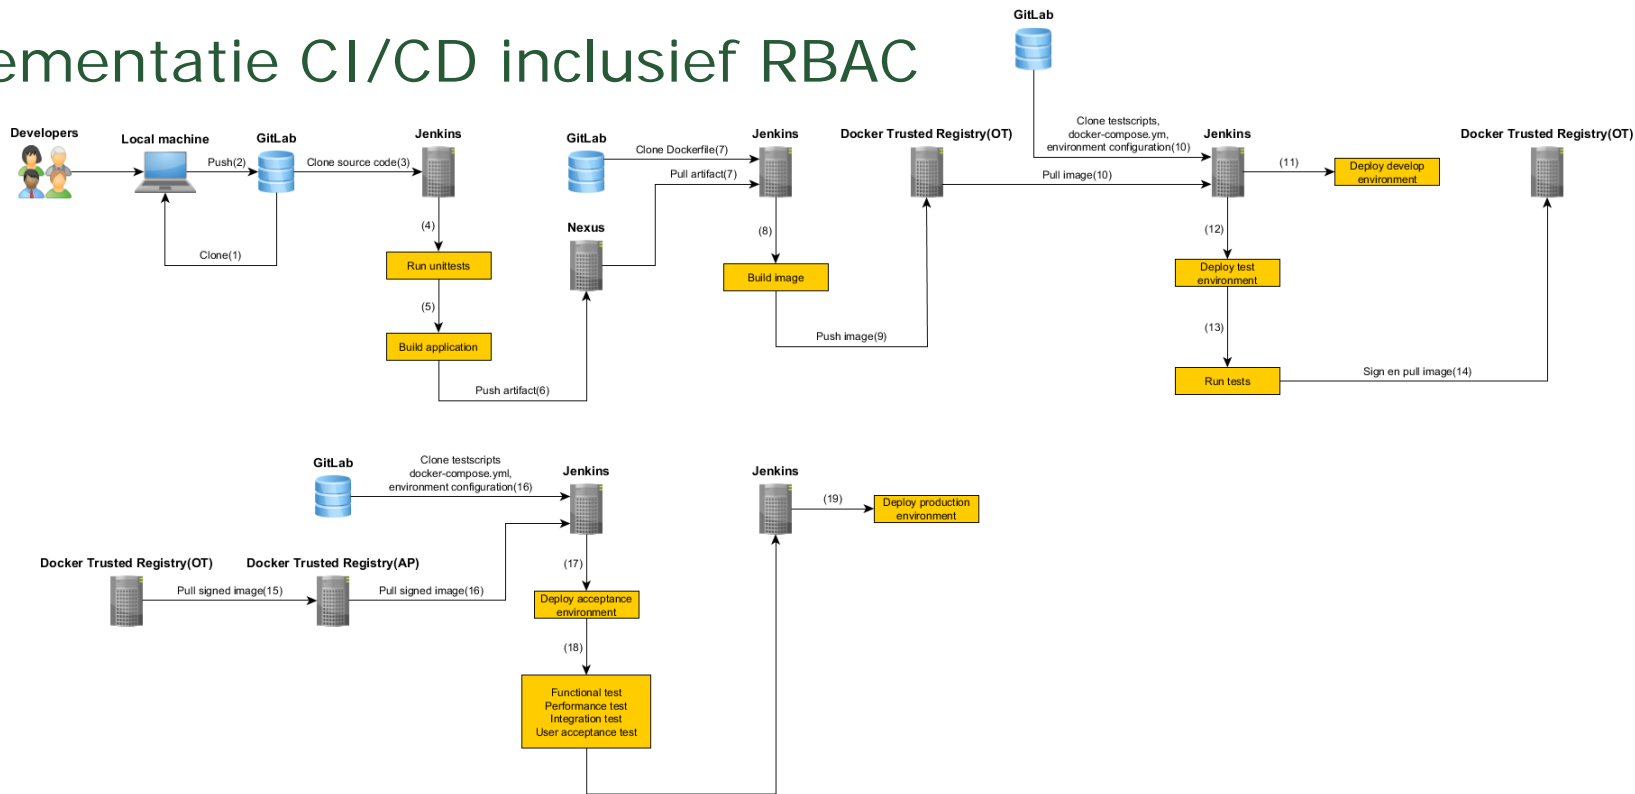 ementatie CI/CD inclusief RBAC
GitLab
Developers
Local machine
GitLab
Jenkins
Push(2)
Clone source code(3)
Clone(1)
(4)
Run unittests
(5)
Build application
Push artifact(6)
GitLab
Clone Dockerfile(7)
Jenkins
Pull artifact(7)
Nexus
(8)
Build image
Push image(9)
Docker Trusted Registry(OT)
Clone testscripts,
docker-compose.ym,
environment configuration(10)
Pull image(10)
Jenkins
(11)
Deploy develop
environment
(12)
Deploy test
environment
(13)
Run tests
Sign en pull image(14)
Docker Trusted Registry(OT)
GitLab
Clone testscripts
docker-compose.yml,
environment configuration(16)
Jenkins
Docker Trusted Registry(OT)
Pull signed image(15)
Docker Trusted Registry(AP)
Pull signed image(16)
(17)
Deploy acceptance
environment
(18)
Functional test
Performance test
Integration test
User acceptance test
Jenkins
(19)
Deploy production
environment